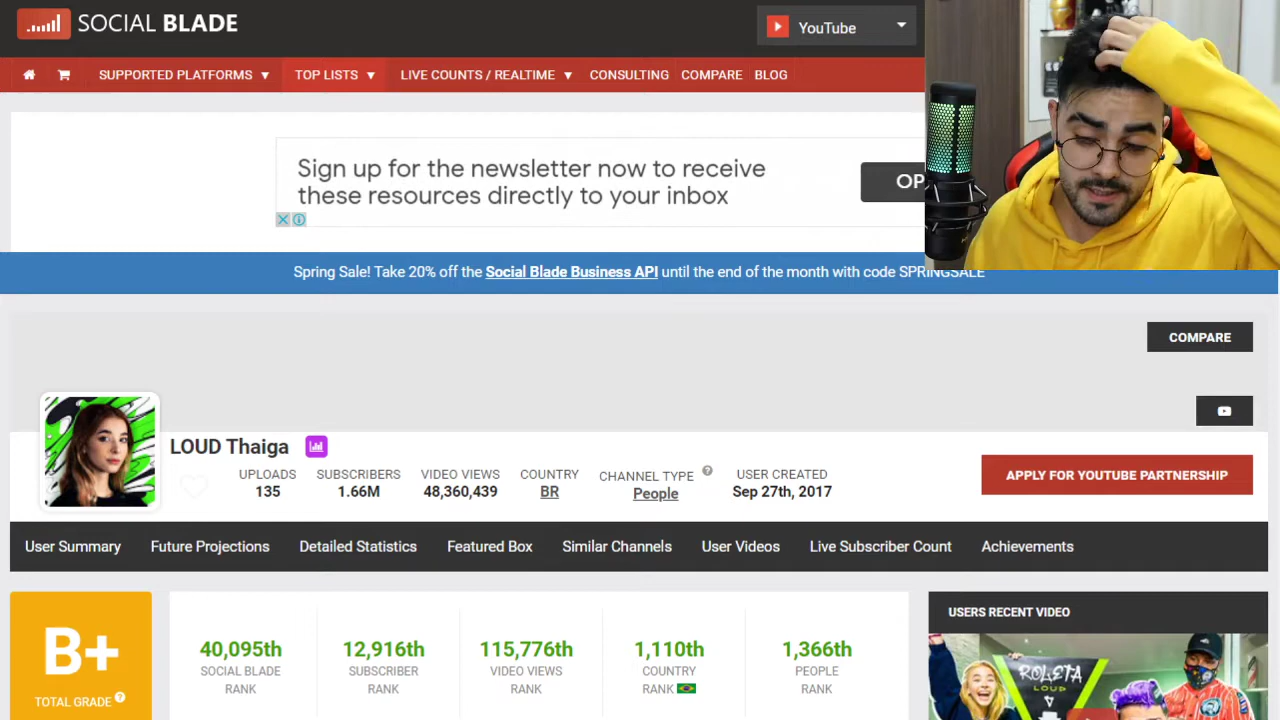 SOCIAL BLADE
YouTube
SUPPORTED PLATFORMS
TOP LISTS
LIVE COUNTS / REALTIME
CONSULTING
COMPARE
BLOG
Sign up for the newsletter now to receive
these resources directly to your inbox
OP
Spring Sale! Take 20% off the Social Blade Business API until the end of the month with code SPRINGSALE
COMPARE
LOUD Thaiga
UPLOADS
135
SUBSCRIBERS
1.66M
VIDEO VIEWS
48,360,439
COUNTRY
BR
CHANNEL TYPE
People
USER CREATED
Sep 27th, 2017
APPLY FOR YOUTUBE PARTNERSHIP
User Summary
Future Projections
Detailed Statistics
Featured Box
Similar Channels
User Videos
Live Subscriber Count
Achievements
B+
TOTAL GRADE
40,095th
SOCIAL BLADE
RANK
12,916th
SUBSCRIBER
RANK
115,776th
VIDEO VIEWS
RANK
1,110th
COUNTRY
RANK
1,366th
PEOPLE
RANK
USERS RECENT VIDEO
ROLETA
LOUD